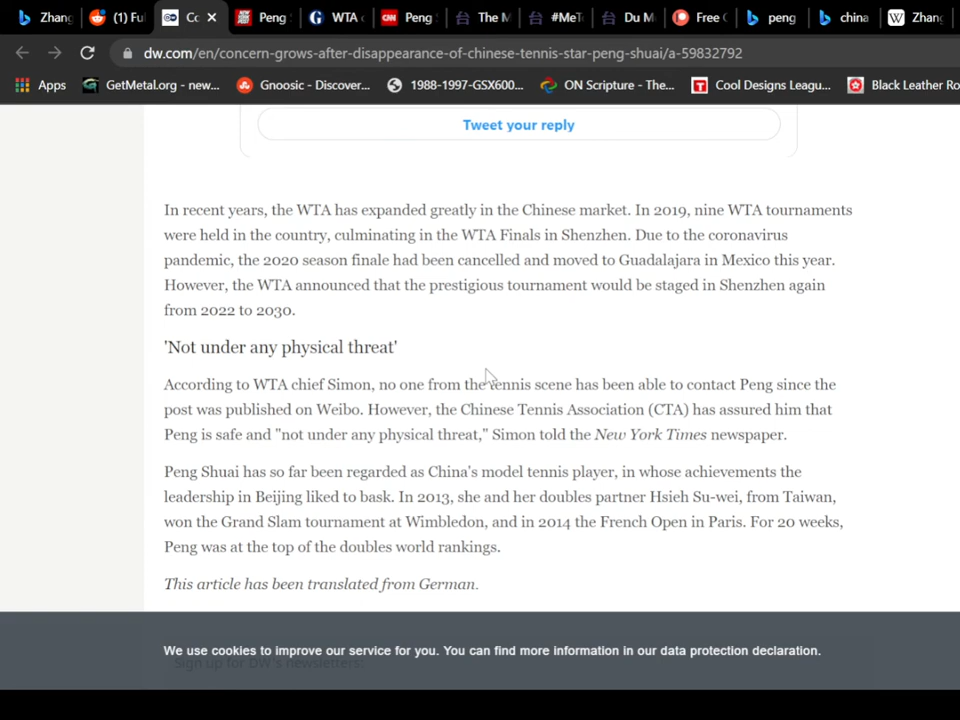 Zhang
(1) Ful
Co
Peng
WTA c
CNN
Peng
The M
#MeT
Du M
Free C
peng
china
W
Zhang
dw.com/en/concern-grows-after-disappearance-of-chinese-tennis-star-peng-shuai/a-59832792
Apps
GetMetal.org - new...
Gnoosic - Discover...
1988-1997-GSX600...
ON Scripture - The...
T
Cool Designs Leagu...
Black Leather Ro
Tweet your reply
In recent years, the WTA has expanded greatly in the Chinese market. In 2019, nine WTA tournaments
were held in the country, culminating in the WTA Finals in Shenzhen. Due to the coronavirus
pandemic, the 2020 season finale had been cancelled and moved to Guadalajara in Mexico this year.
However, the WTA announced that the prestigious tournament would be staged in Shenzhen again
from 2022 to 2030.
'Not under any physical threat'
According to WTA chief Simon, no one from the tennis scene has been able to contact Peng since the
post was published on Weibo. However, the Chinese Tennis Association (CTA) has assured him that
Peng is safe and "not under any physical threat," Simon told the New York Times newspaper.
Peng Shuai has so far been regarded as China's model tennis player, in whose achievements the
leadership in Beijing liked to bask. In 2013, she and her doubles partner Hsieh Su-wei, from Taiwan,
won the Grand Slam tournament at Wimbledon, and in 2014 the French Open in Paris. For 20 weeks,
Peng was at the top of the doubles world rankings.
This article has been translated from German.
We use cookies to improve our service for you. You can find more information in our data protection declaration.
Sign up for DW's newsletters: